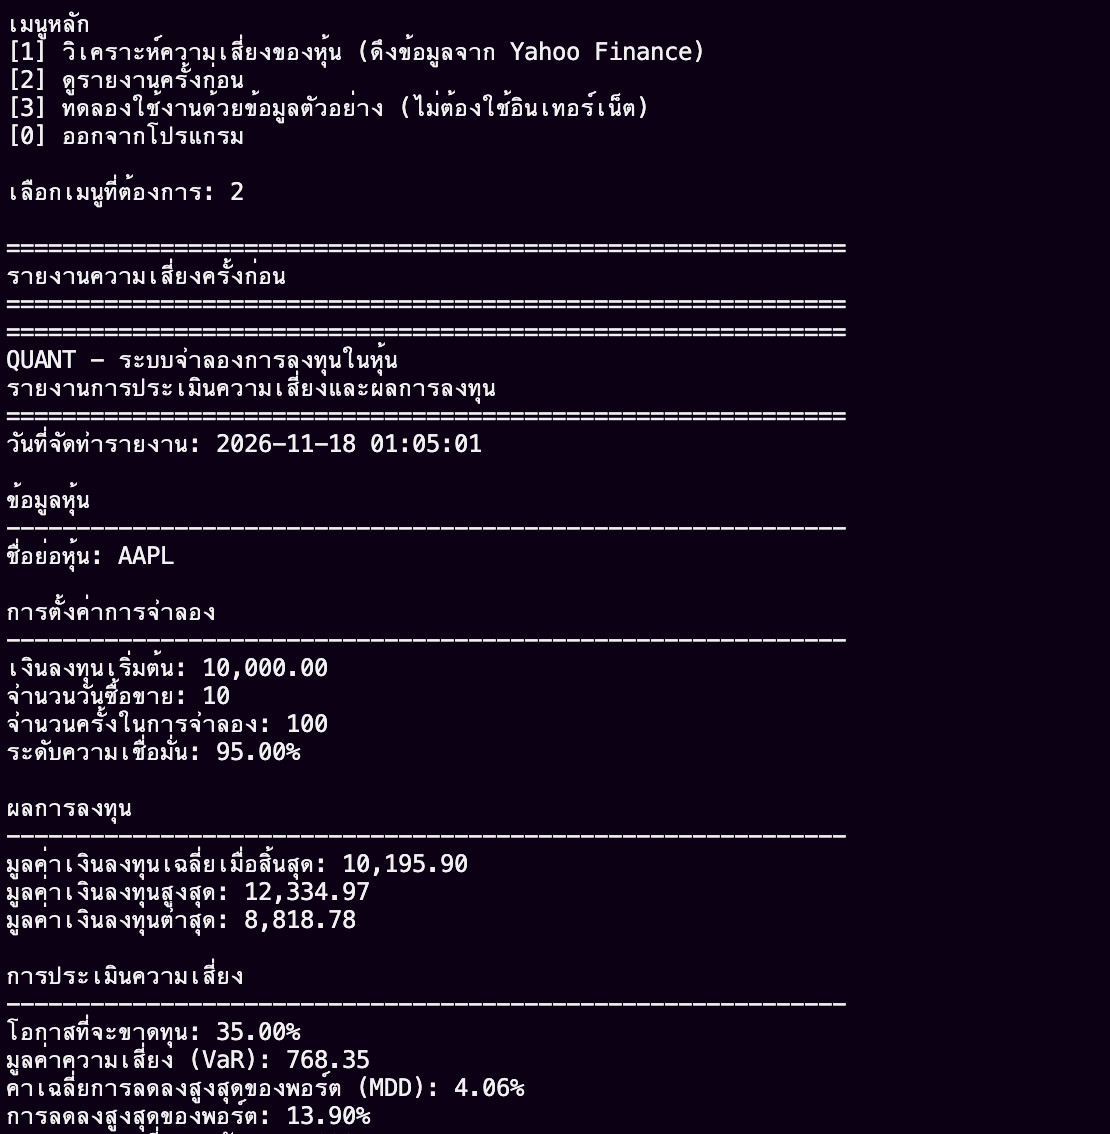 เมนูหลัก
[1] วิเคราะห์ความเสี่ยงของหุ้น (ดึงข้อมูลจาก Yahoo Finance)
[2] ดูรายงานครั้งก่อน
[3] ทดลองใช้งานด้วยข้อมูลตัวอย่าง (ไม่ต้องใช้อินเทอร์เน็ต)
[0] ออกจากโปรแกรม
เลือกเมนูที่ต้องการ: 2
============================================================
รายงานความเสี่ยงครั้งก่อน
============================================================
============================================================
QUANT - ระบบจำลองการลงทุนในหุ้น
รายงานการประเมินความเสี่ยงและผลการลงทุน
============================================================
วันที่จัดทำรายงาน: 2026-11-18 01:05:01
ข้อมูลหุ้น
------------------------------------------------------------
ชื่อย่อหุ้น: AAPL
การตั้งค่าการจำลอง
------------------------------------------------------------
เงินลงทุนเริ่มต้น: 10,000.00
จำนวนวันซื้อขาย: 10
จำนวนครั้งในการจำลอง: 100
ระดับความเชื่อมั่น: 95.00%
ผลการลงทุน
------------------------------------------------------------
มูลค่าเงินลงทุนเฉลี่ยเมื่อสิ้นสุด: 10,195.90
มูลค่าเงินลงทุนสูงสุด: 12,334.97
มูลค่าเงินลงทุนต่ำสุด: 8,818.78
การประเมินความเสี่ยง
------------------------------------------------------------
โอกาสที่จะขาดทุน: 35.00%
มูลค่าความเสี่ยง (VaR): 768.35
ค่าเฉลี่ยการลดลงสูงสุดของพอร์ต (MDD): 4.06%
การลดลงสูงสุดของพอร์ต: 13.90%